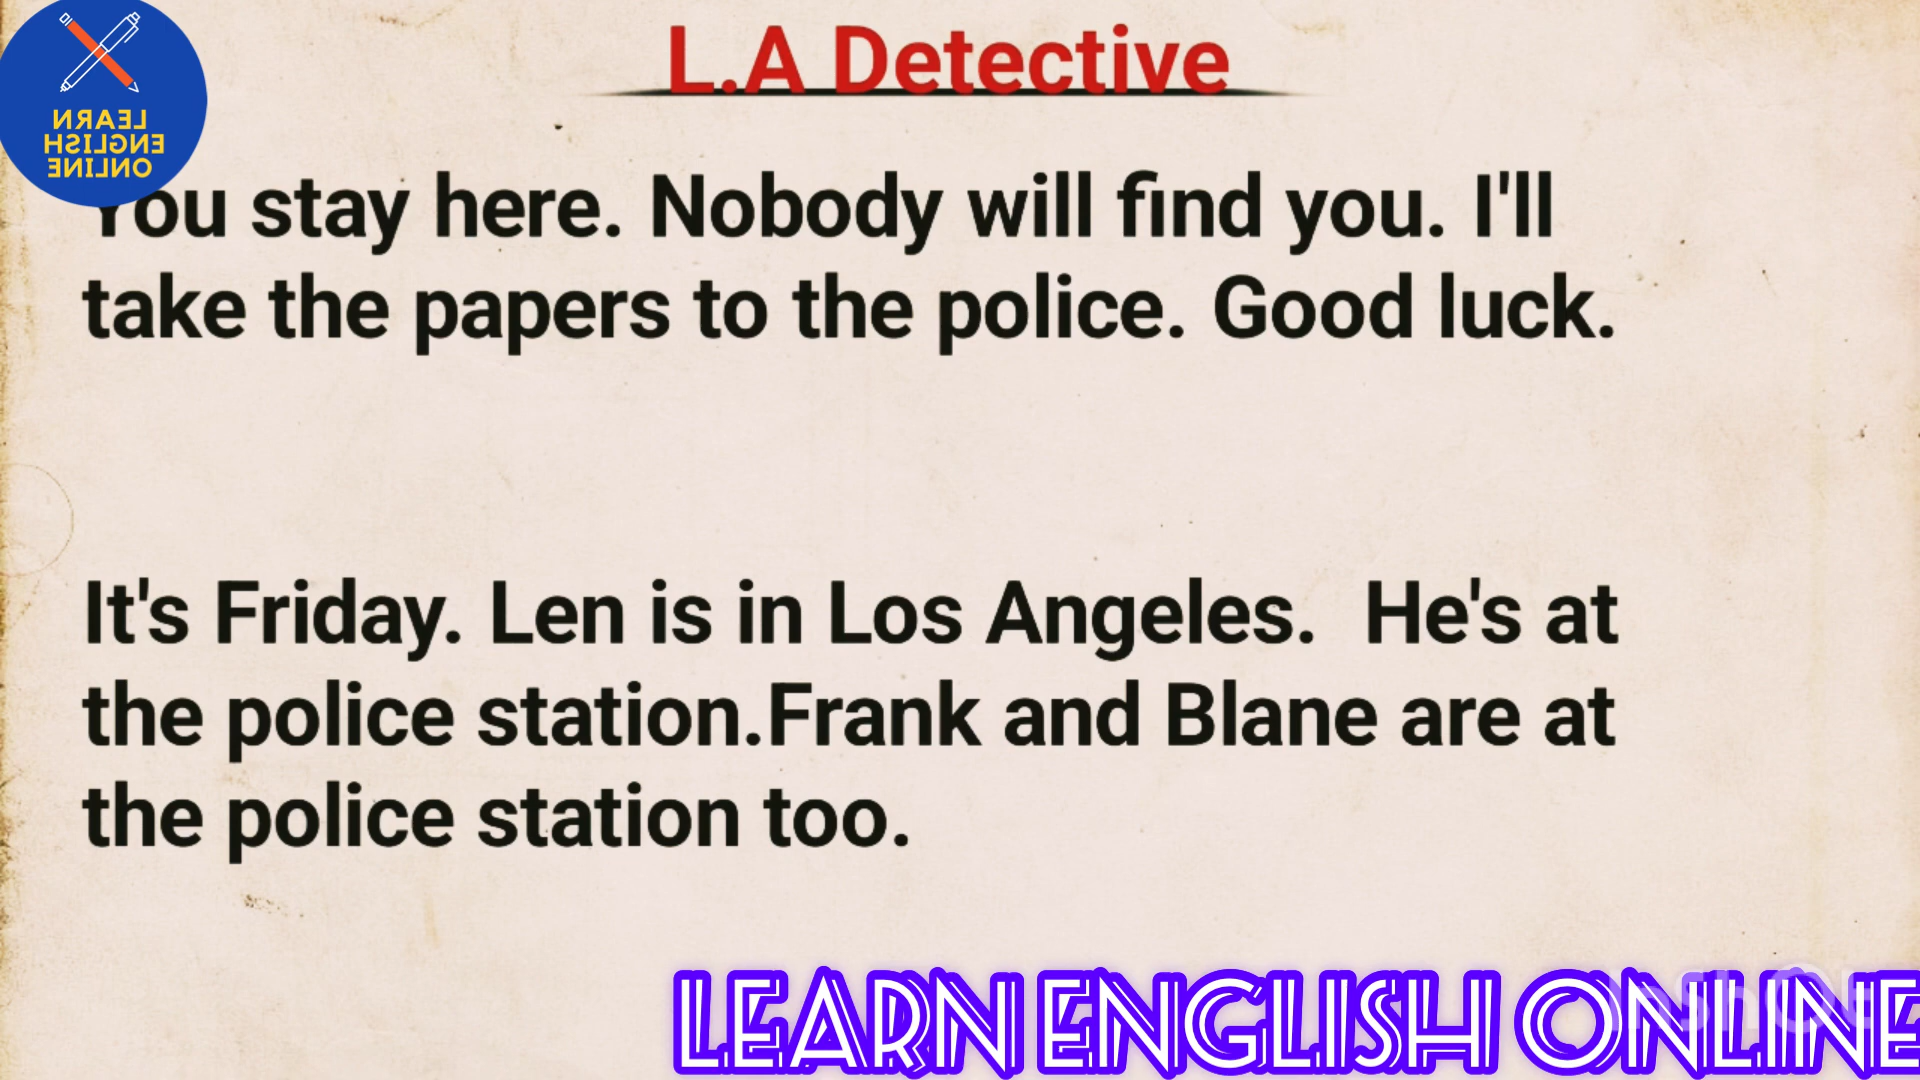 L.A Detective
LEARN
ENGLISH
ONLINE
You stay here. Nobody will find you. I'll
take the papers to the police. Good luck.
It's Friday. Len is in Los Angeles.  He's at
the police station.Frank and Blane are at
the police station too.
LEARN ENGLISH ONLINE